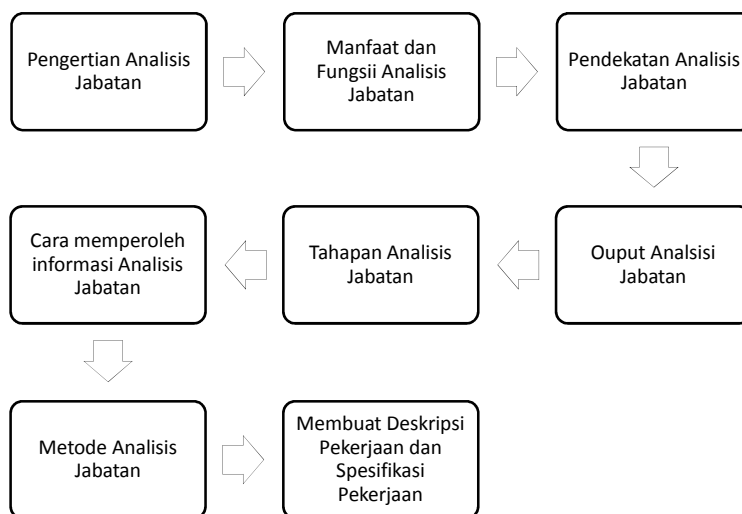 Pengertian Analisis
Jabatan
Manfaat dan
Fungsii Analisis
Jabatan
Pendekatan Analisis
Jabatan
Ouput Analsisi
Jabatan
Tahapan Analisis
Jabatan
Cara memperoleh
informasi Analisis
Jabatan
Metode Analisis
Jabatan
Membuat Deskripsi
Pekerjaan dan
Spesifikasi
Pekerjaan